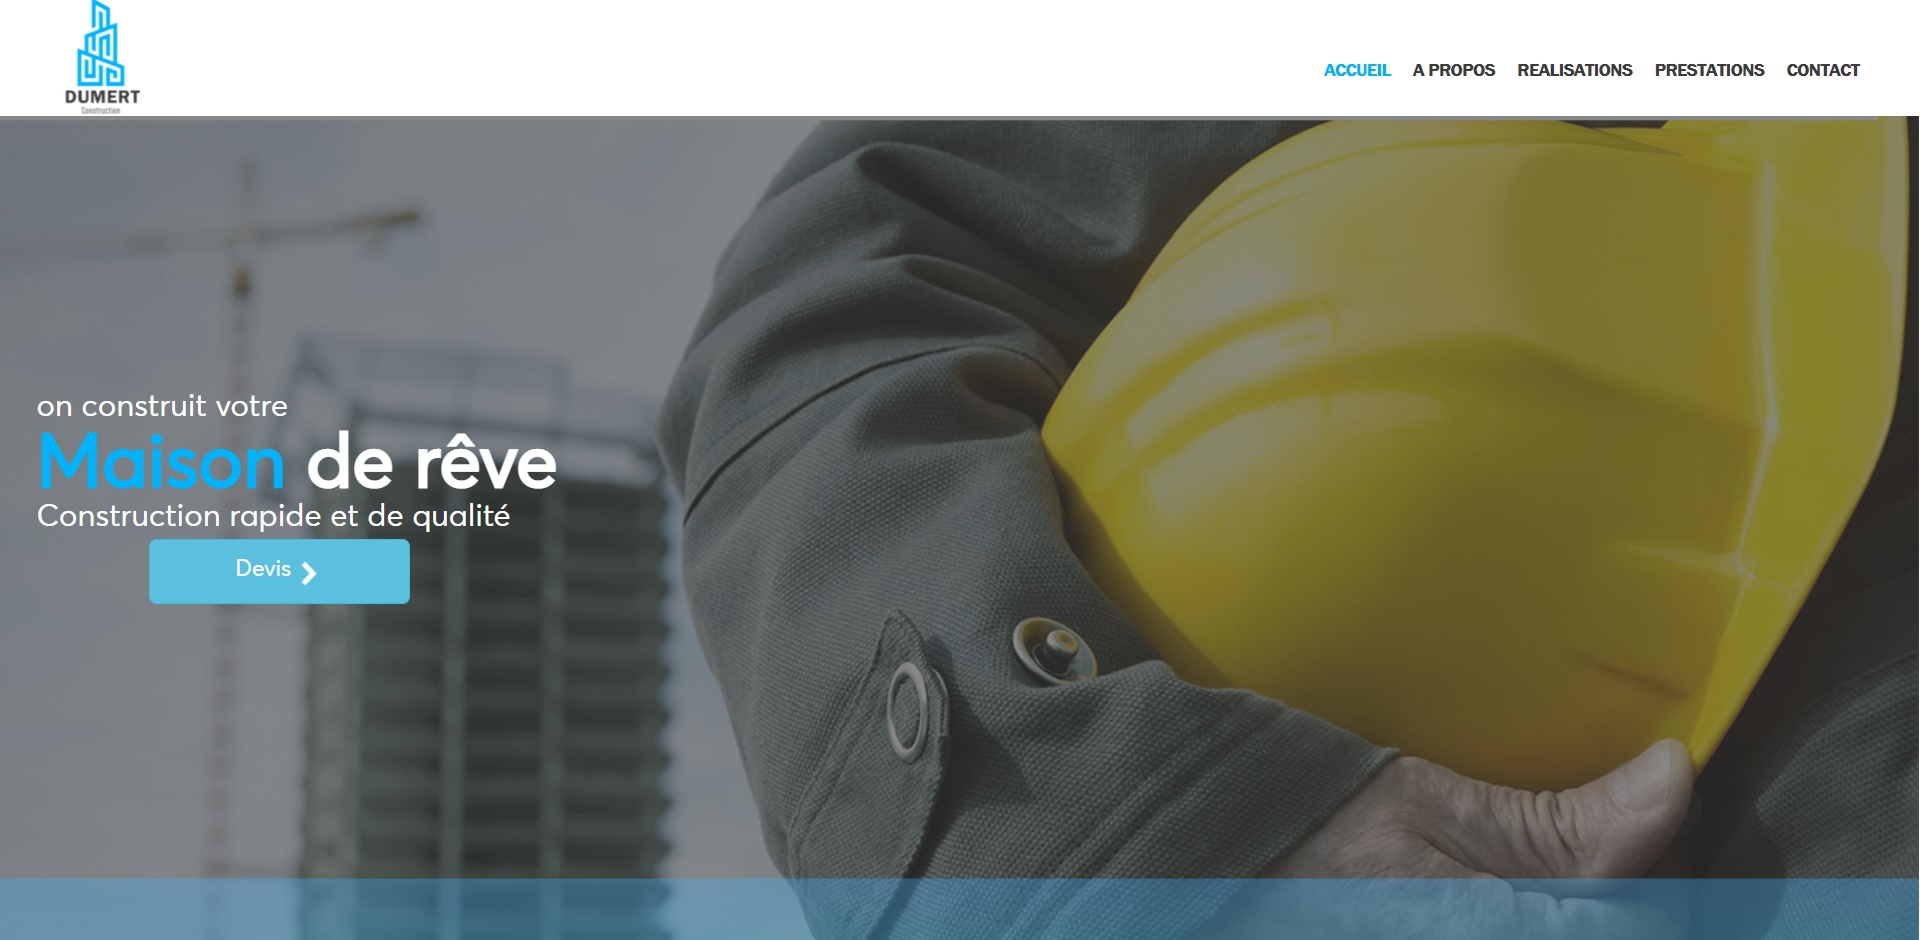 DUMERT
Construction
ACCUEIL A PROPOS REALISATIONS PRESTATIONS CONTACT
on construit votre
Maison de rêve
Construction rapide et de qualité
Devis